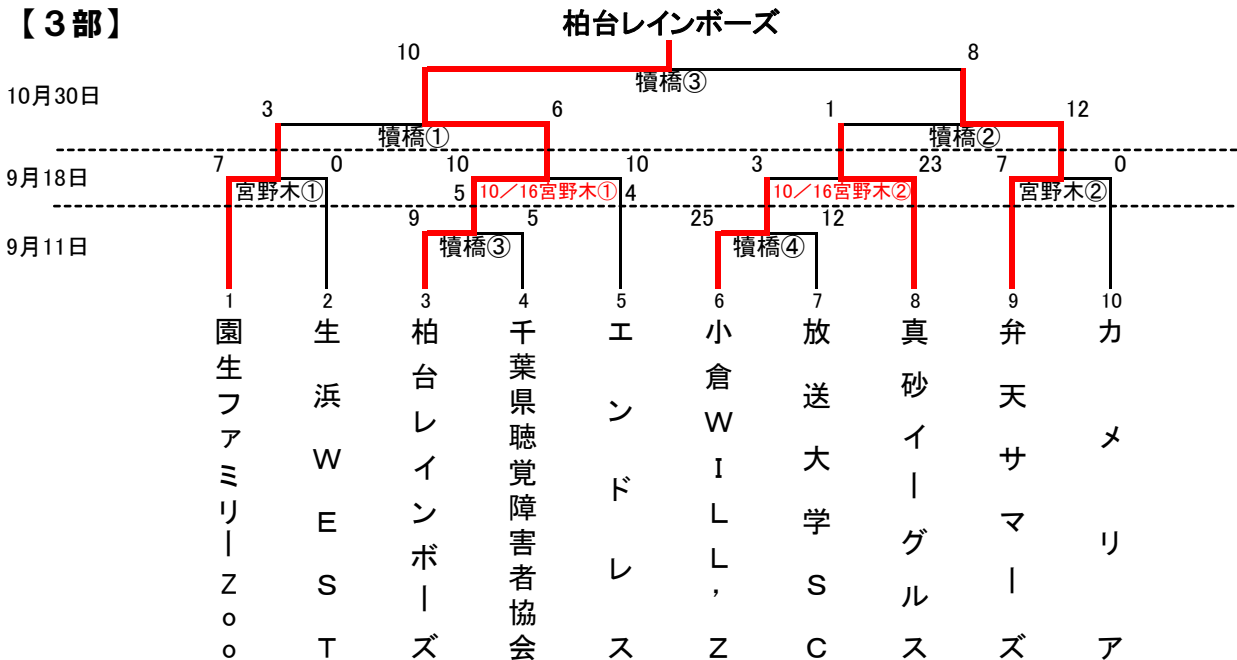 【３部】
柏台レインボーズ
10 8
犢橋③
10月30日
3 6 1 12
犢橋① 犢橋②
7 0 10 10 3 23 7 0
9月18日
宮野木① 5 10／16宮野木① 4 10／16宮野木② 宮野木②
9 5 25 12
9月11日
犢橋③ 犢橋④
1 2 3 4 5 6 7 8 9 10
園生ファミリーＺｏｏ
生浜ＷＥＳＴ
柏台レインボーズ
千葉県聴覚障害者協会
エンドレス
小倉ＷＩＬＬ’Ｚ
放送大学ＳＣ
真砂イーグルス
弁天サマーズ
カメリア